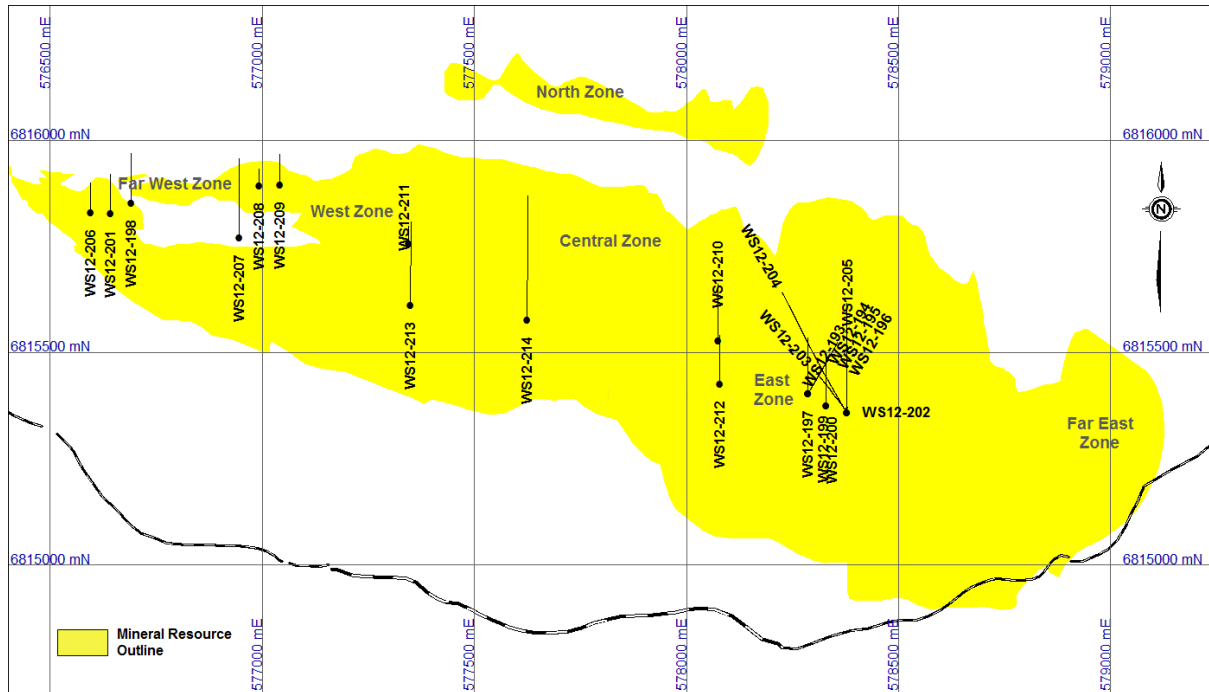 576500 mE
577000 mE
577500 mE
578000 mE
578500 mE
579000 mE
North Zone
6816000 mN
6816000 mN
Far West Zone
West Zone
Central Zone
WS12-211
WS12-206
WS12-201
WS12-198
WS12-207
WS12-208
WS12-209
WS12-213
WS12-214
WS12-210
WS12-204
WS12-205
WS12-203
WS12-193
WS12-194
WS12-195
WS12-196
N
6815500 mN
6815500 mN
East
Zone
WS12-202
WS12-212
WS12-197
WS12-199
WS12-200
Far East
Zone
6815000 mN
6815000 mN
Mineral Resource
Outline
577000 mE
577500 mE
578000 mE
578500 mE
579000 mE